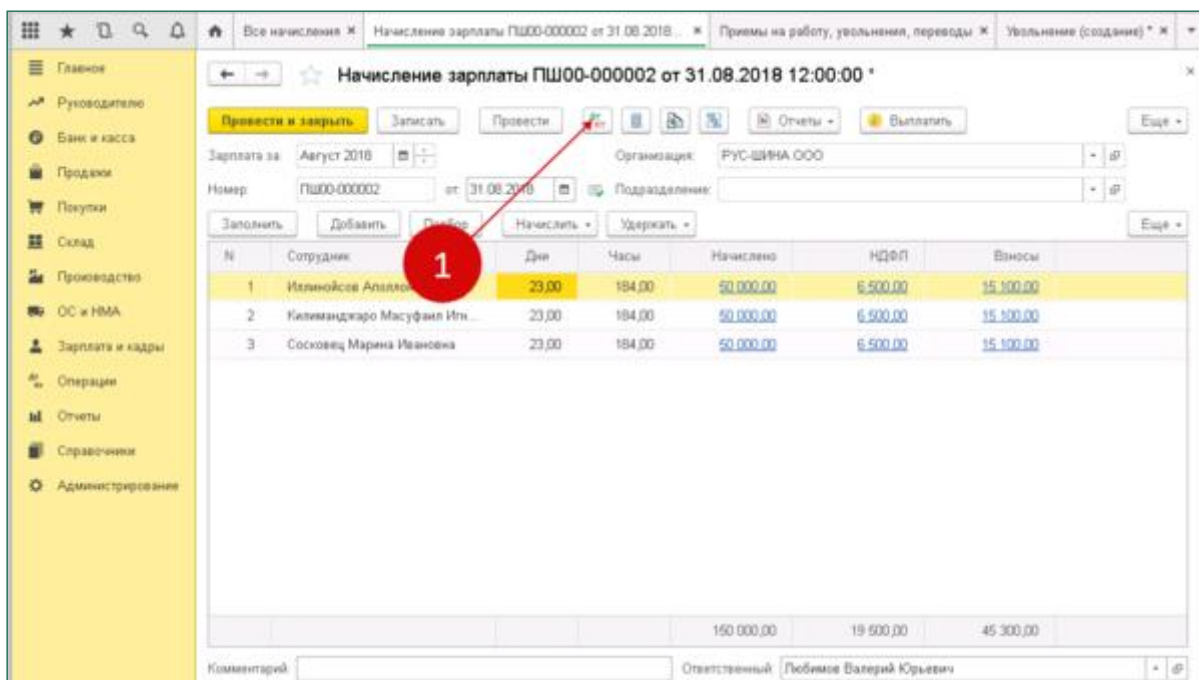 Все начисления × Начисление зарплаты ПШ00-000002 от 31.08.2018 ... × Приемы на работу, увольнения, переводы × Увольнение (создание) * ×
Главное
Руководителю
Банк и касса
Продажи
Покупки
Склад
Производство
ОС и НМА
Зарплата и кадры
Операции
Отчеты
Справочники
Администрирование
Начисление зарплаты ПШ00-000002 от 31.08.2018 12:00:00 *
Провести и закрыть Записать Провести Отчеты Выплатить Еще
Зарплата за: Август 2018 Организация: РУС-ШИНА ООО
Номер: ПШ00-000002 от: 31.08.2018 Подразделение:
Заполнить Добавить Начислить Удержать Еще
1
N Сотрудник Дни Часы Начислено НДФЛ Взносы
1 Иллинойсов 23,00 184,00 50 000,00 6 500,00 15 100,00
2 Килиманджаро Масуфаил Игн... 23,00 184,00 50 000,00 6 500,00 15 100,00
3 Сосковец Марина Ивановна 23,00 184,00 50 000,00 6 500,00 15 100,00
150 000,00 19 500,00 45 300,00
Комментарий: Ответственный: Любимов Валерий Юрьевич